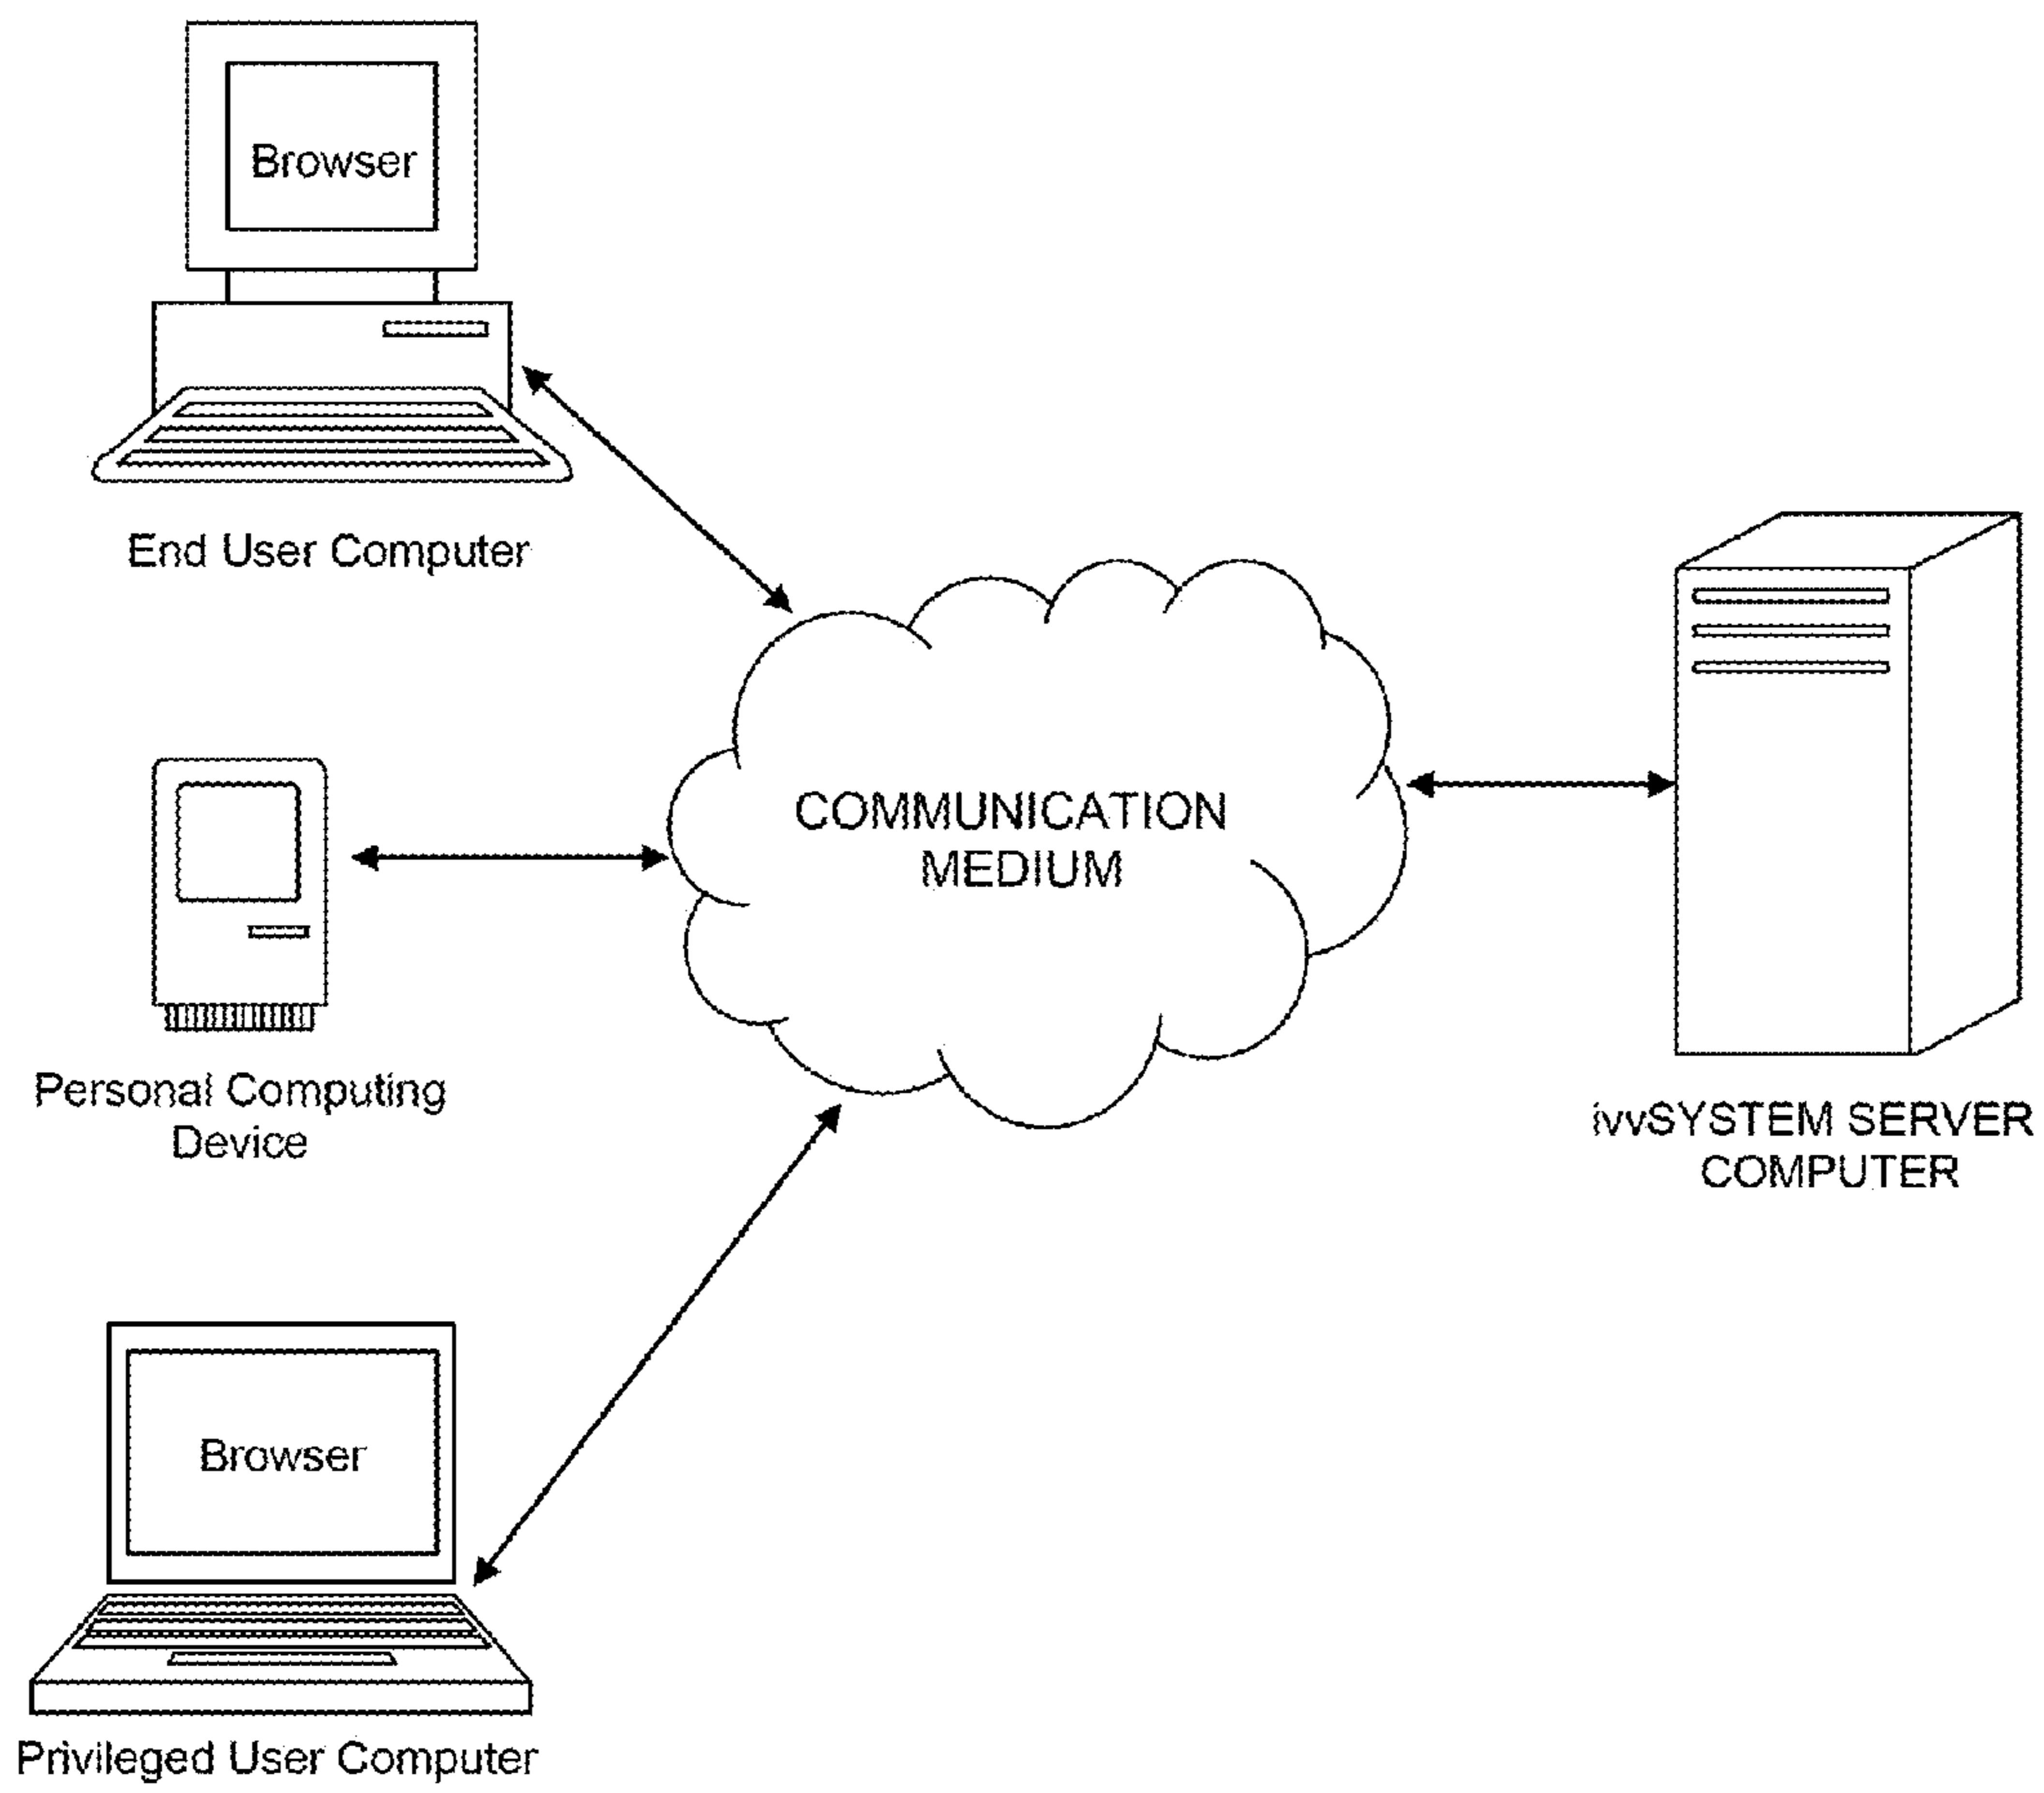 Browser
End User Computer
COMMUNICATION
MEDIUM
Personal Computing
Device
ivvSYSTEM SERVER
COMPUTER
Browser
Privileged User Computer